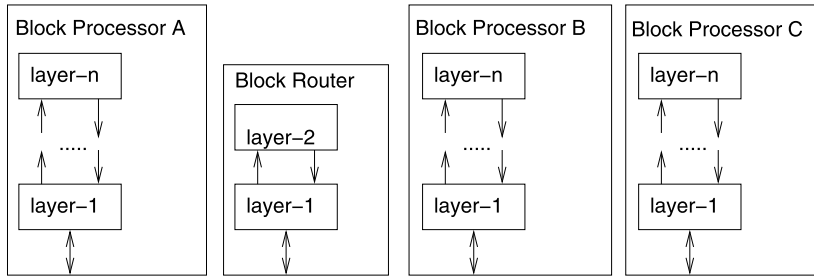 Block Processor A
layer-n
.....
layer-1
Block Router
layer-2
layer-1
Block Processor B
layer-n
.....
layer-1
Block Processor C
layer-n
.....
layer-1